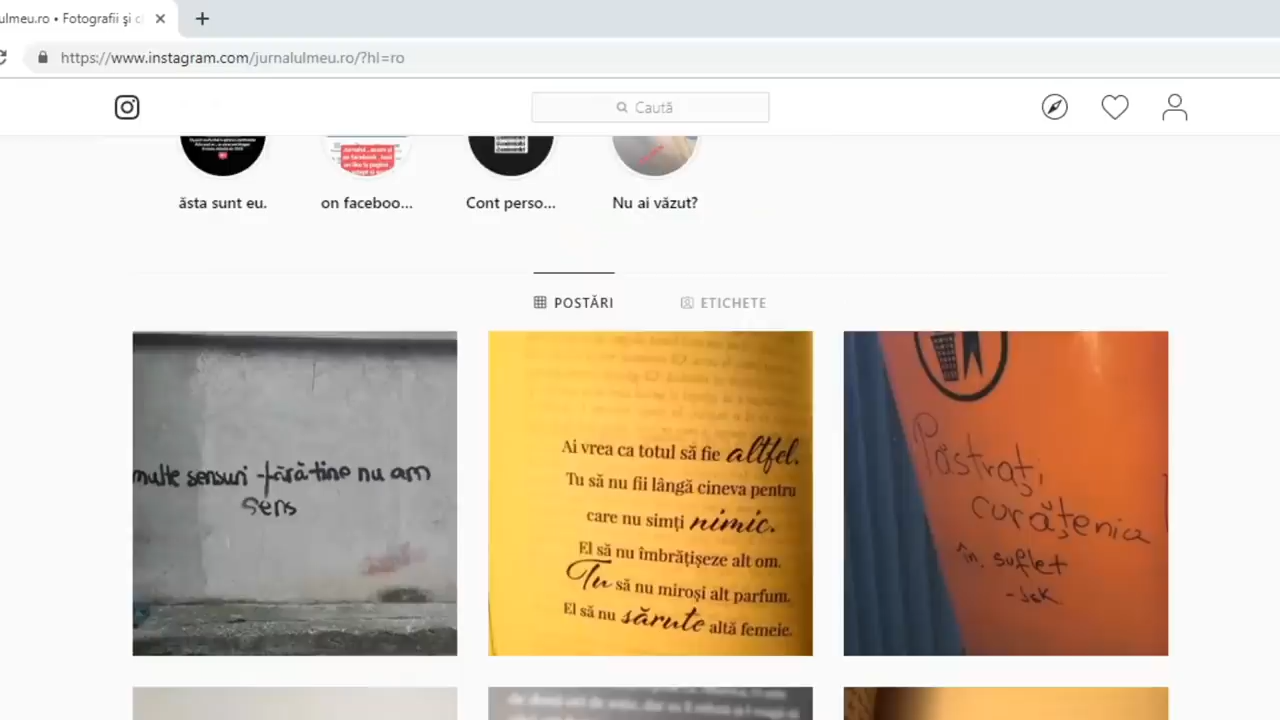 ulmeu.ro • Fotografii și c
https://www.instagram.com/jurnalulmeu.ro/?hl=ro
Caută
ăsta sunt eu.
on faceboo...
Cont perso...
Nu ai văzut?
POSTĂRI
ETICHETE
multe sensuri -fără tine nu am
sens
Ai vrea ca totul să fie altfel.
Tu să nu fii lângă cineva pentru
care nu simți nimic.
El să nu îmbrățișeze alt om.
Tu să nu miroși alt parfum.
El să nu sărute altă femeie.
Păstrați
curățenia
în suflet